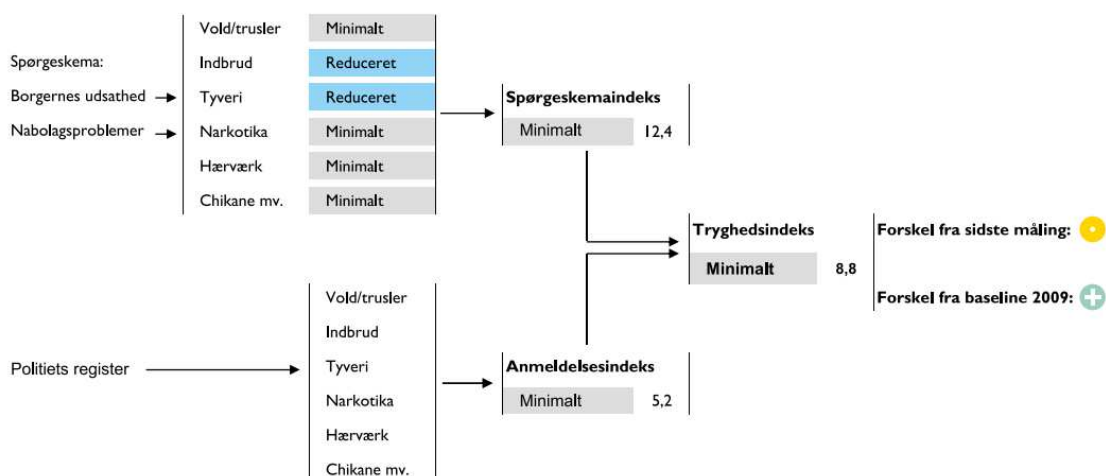 Spørgeskema:
Borgernes udsathed
Nabolagsproblemer
Vold/trusler Minimalt
Indbrud Reduceret
Tyveri Reduceret
Narkotika Minimalt
Hærværk Minimalt
Chikane mv. Minimalt
Spørgeskemaindeks
Minimalt 12,4
Politiets register
Vold/trusler
Indbrud
Tyveri
Narkotika
Hærværk
Chikane mv.
Anmeldelsesindeks
Minimalt 5,2
Tryghedsindeks
Minimalt 8,8
Forskel fra sidste måling:
Forskel fra baseline 2009: